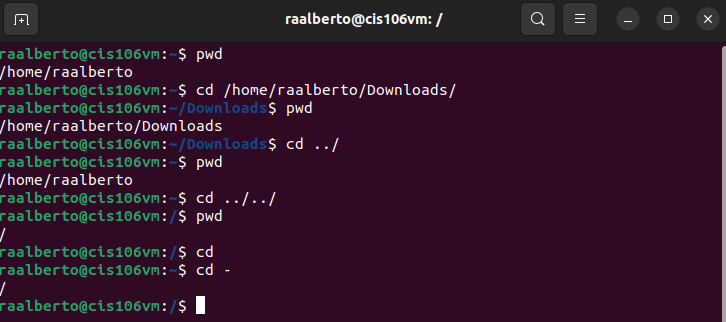 raalberto@cis106vm: /
raalberto@cis106vm:~$ pwd
/home/raalberto
raalberto@cis106vm:~$ cd /home/raalberto/Downloads/
raalberto@cis106vm:~/Downloads$ pwd
/home/raalberto/Downloads
raalberto@cis106vm:~/Downloads$ cd ../
raalberto@cis106vm:~$ pwd
/home/raalberto
raalberto@cis106vm:~$ cd ../../
raalberto@cis106vm:/$ pwd
/
raalberto@cis106vm:/$ cd
raalberto@cis106vm:~$ cd -
/
raalberto@cis106vm:/$